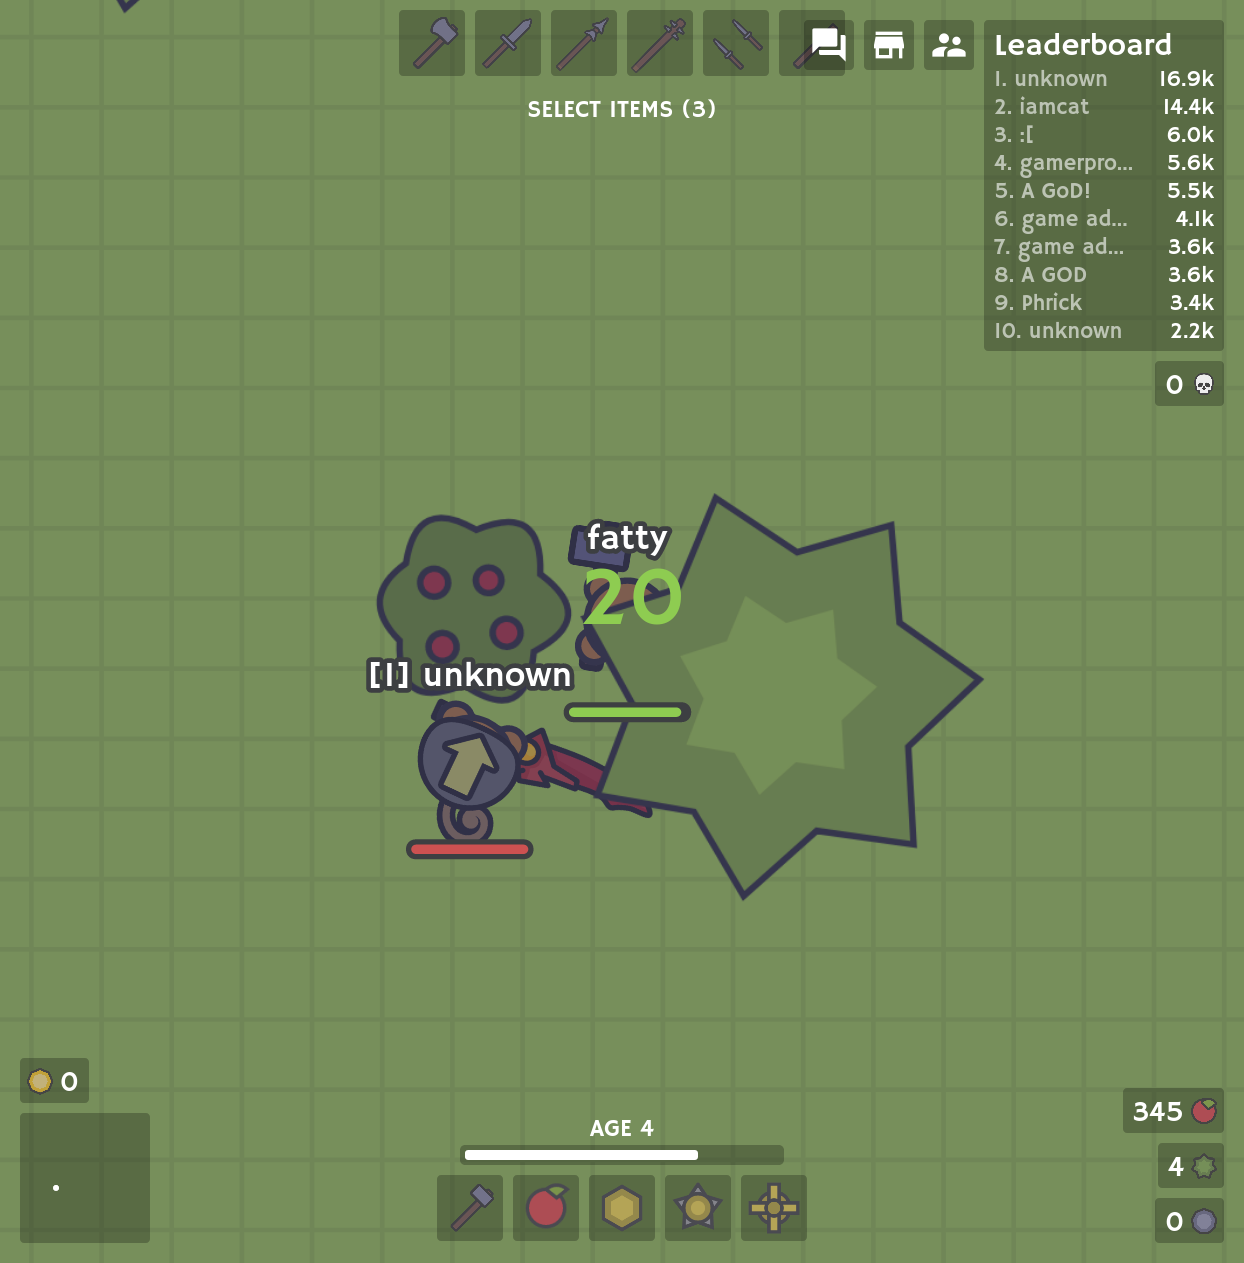 SELECT ITEMS (3)
Leaderboard
1. unknown 16.9k
2. iamcat 14.4k
3. :[ 6.0k
4. gamerpro... 5.6k
5. A GoD! 5.5k
6. game ad... 4.1k
7. game ad... 3.6k
8. A GOD 3.6k
9. Phrick 3.4k
10. unknown 2.2k
0
fatty
20
[I] unknown
0
AGE 4
345
4
0